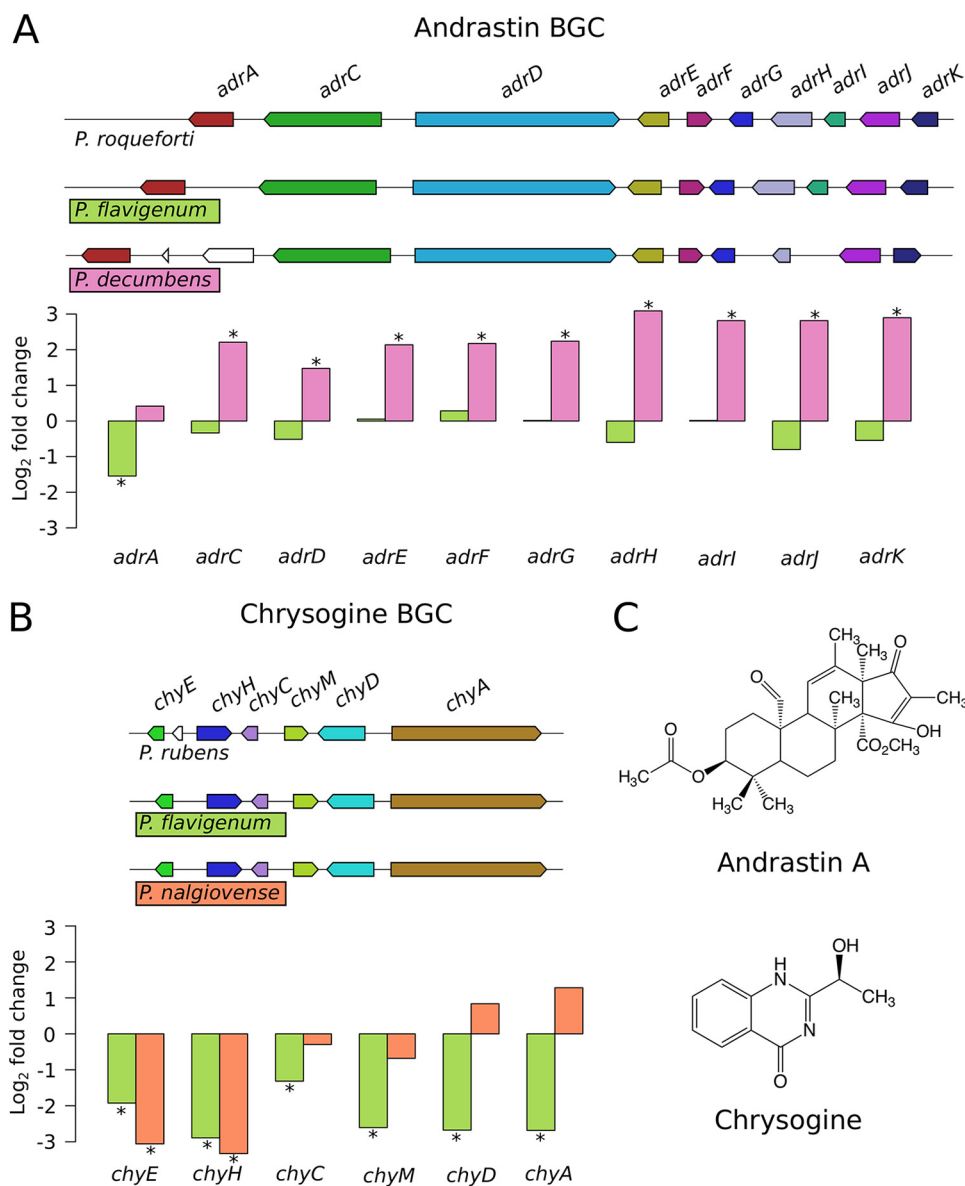 A
Andrastin BGC
adrA adrC adrD adrE adrF adrG adrH adrI adrJ adrK
P. roqueforti
P. flavigenum
P. decumbens
Log2 fold change
3
2
1
0
-1
-2
-3
* * * * * * * * * *
adrA adrC adrD adrE adrF adrG adrH adrI adrJ adrK
B
Chrysogine BGC
chyE chyH chyC chyM chyD chyA
P. rubens
P. flavigenum
P. nalgiovense
Log2 fold change
3
2
1
0
-1
-2
-3
* * * * * * * *
chyE chyH chyC chyM chyD chyA
C
CH3
CH3
O
O
CH3
CH3
OH
CO2CH3
O
H3C
O
H3C
CH3
Andrastin A
OH
H
N
CH3
N
O
Chrysogine